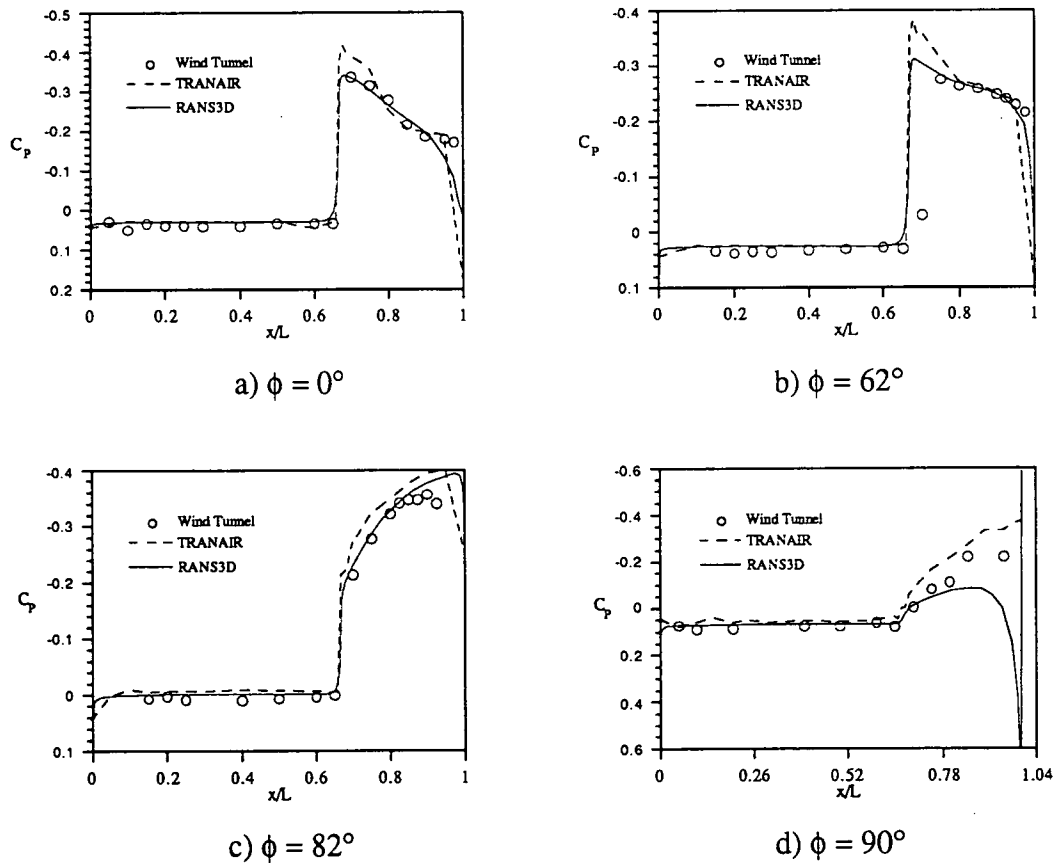 -0.5
-0.4
-0.3
-0.2
-0.1
0
0.1
0.2
C_p
Wind Tunnel
TRANAIR
RANS3D
0 0.2 0.4 0.6 0.8 1
x/L
a) ϕ = 0°
-0.4
-0.3
-0.2
-0.1
0
0.1
C_p
Wind Tunnel
TRANAIR
RANS3D
0 0.2 0.4 0.6 0.8 1
x/L
b) ϕ = 62°
-0.4
-0.3
-0.2
-0.1
0
0.1
C_p
Wind Tunnel
TRANAIR
RANS3D
0 0.2 0.4 0.6 0.8 1
x/L
c) ϕ = 82°
-0.6
-0.4
-0.2
0
0.2
0.4
0.6
C_p
Wind Tunnel
TRANAIR
RANS3D
0 0.26 0.52 0.78 1.04
x/L
d) ϕ = 90°